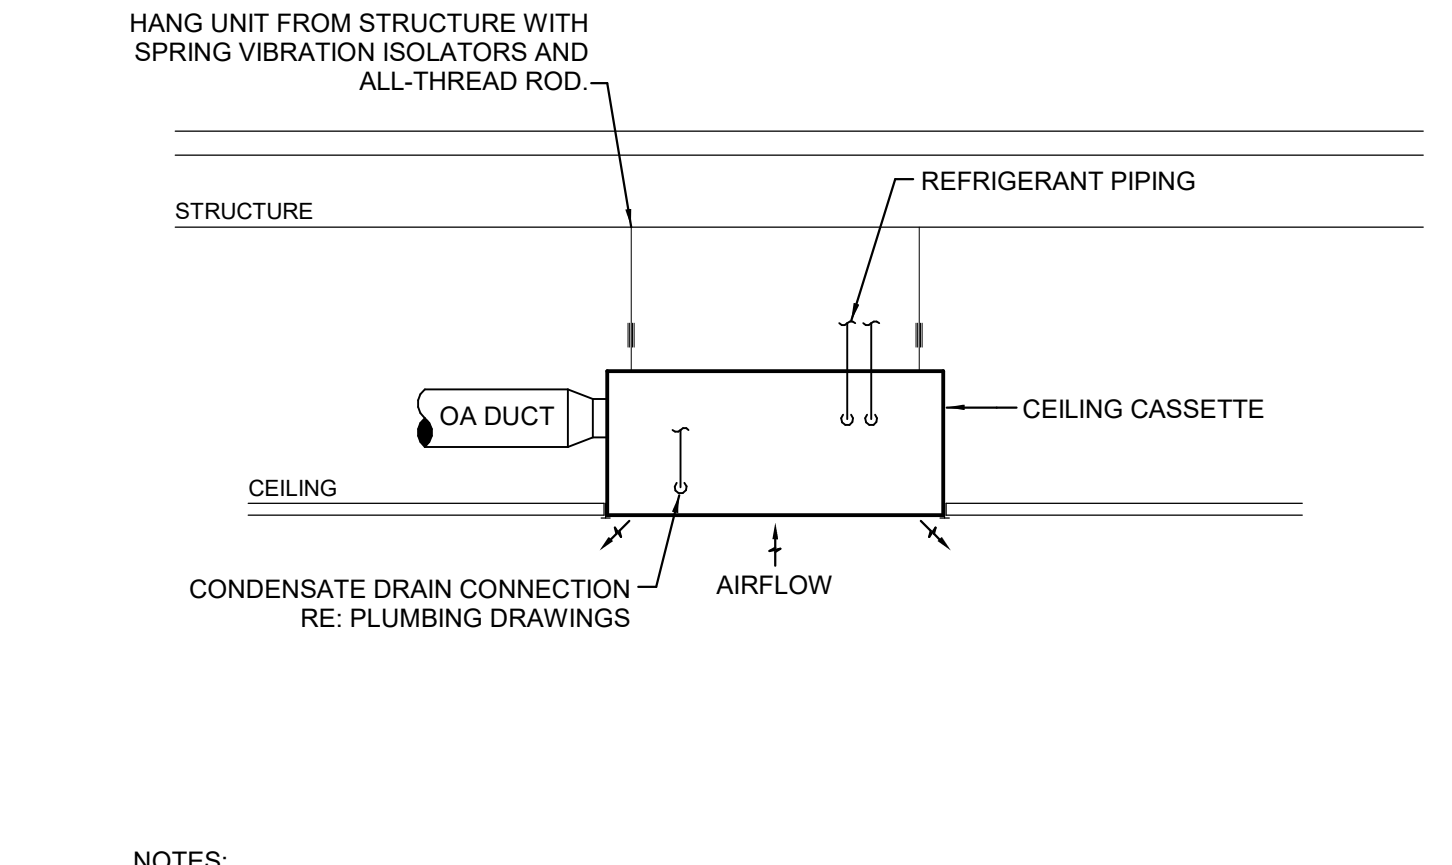 HANG UNIT FROM STRUCTURE WITH
SPRING VIBRATION ISOLATORS AND
ALL-THREAD ROD.
REFRIGERANT PIPING
STRUCTURE
OA DUCT
CEILING CASSETTE
CEILING
CONDENSATE DRAIN CONNECTION
RE: PLUMBING DRAWINGS
AIRFLOW
NOTES: